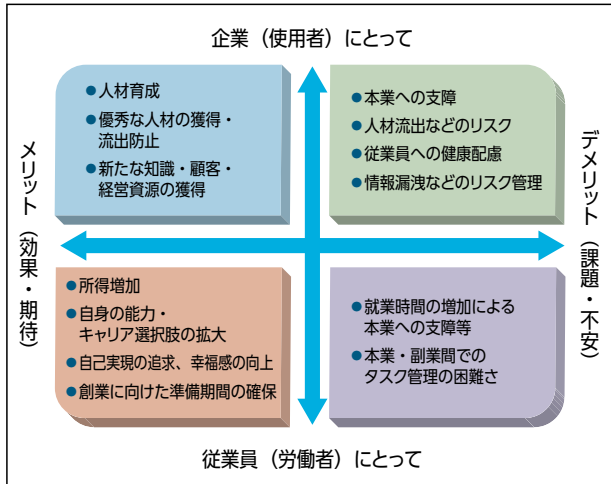 企業（使用者）にとって
メリット（効果・期待）
●人材育成
●優秀な人材の獲得・
流出防止
●新たな知識・顧客・
経営資源の獲得
●本業への支障
●人材流出などのリスク
●従業員への健康配慮
●情報漏洩などのリスク管理
デメリット（課題・不安）
●所得増加
●自身の能力・
キャリア選択肢の拡大
●自己実現の追求、幸福感の向上
●創業に向けた準備期間の確保
●就業時間の増加による
本業への支障等
●本業・副業間での
タスク管理の困難さ
従業員（労働者）にとって